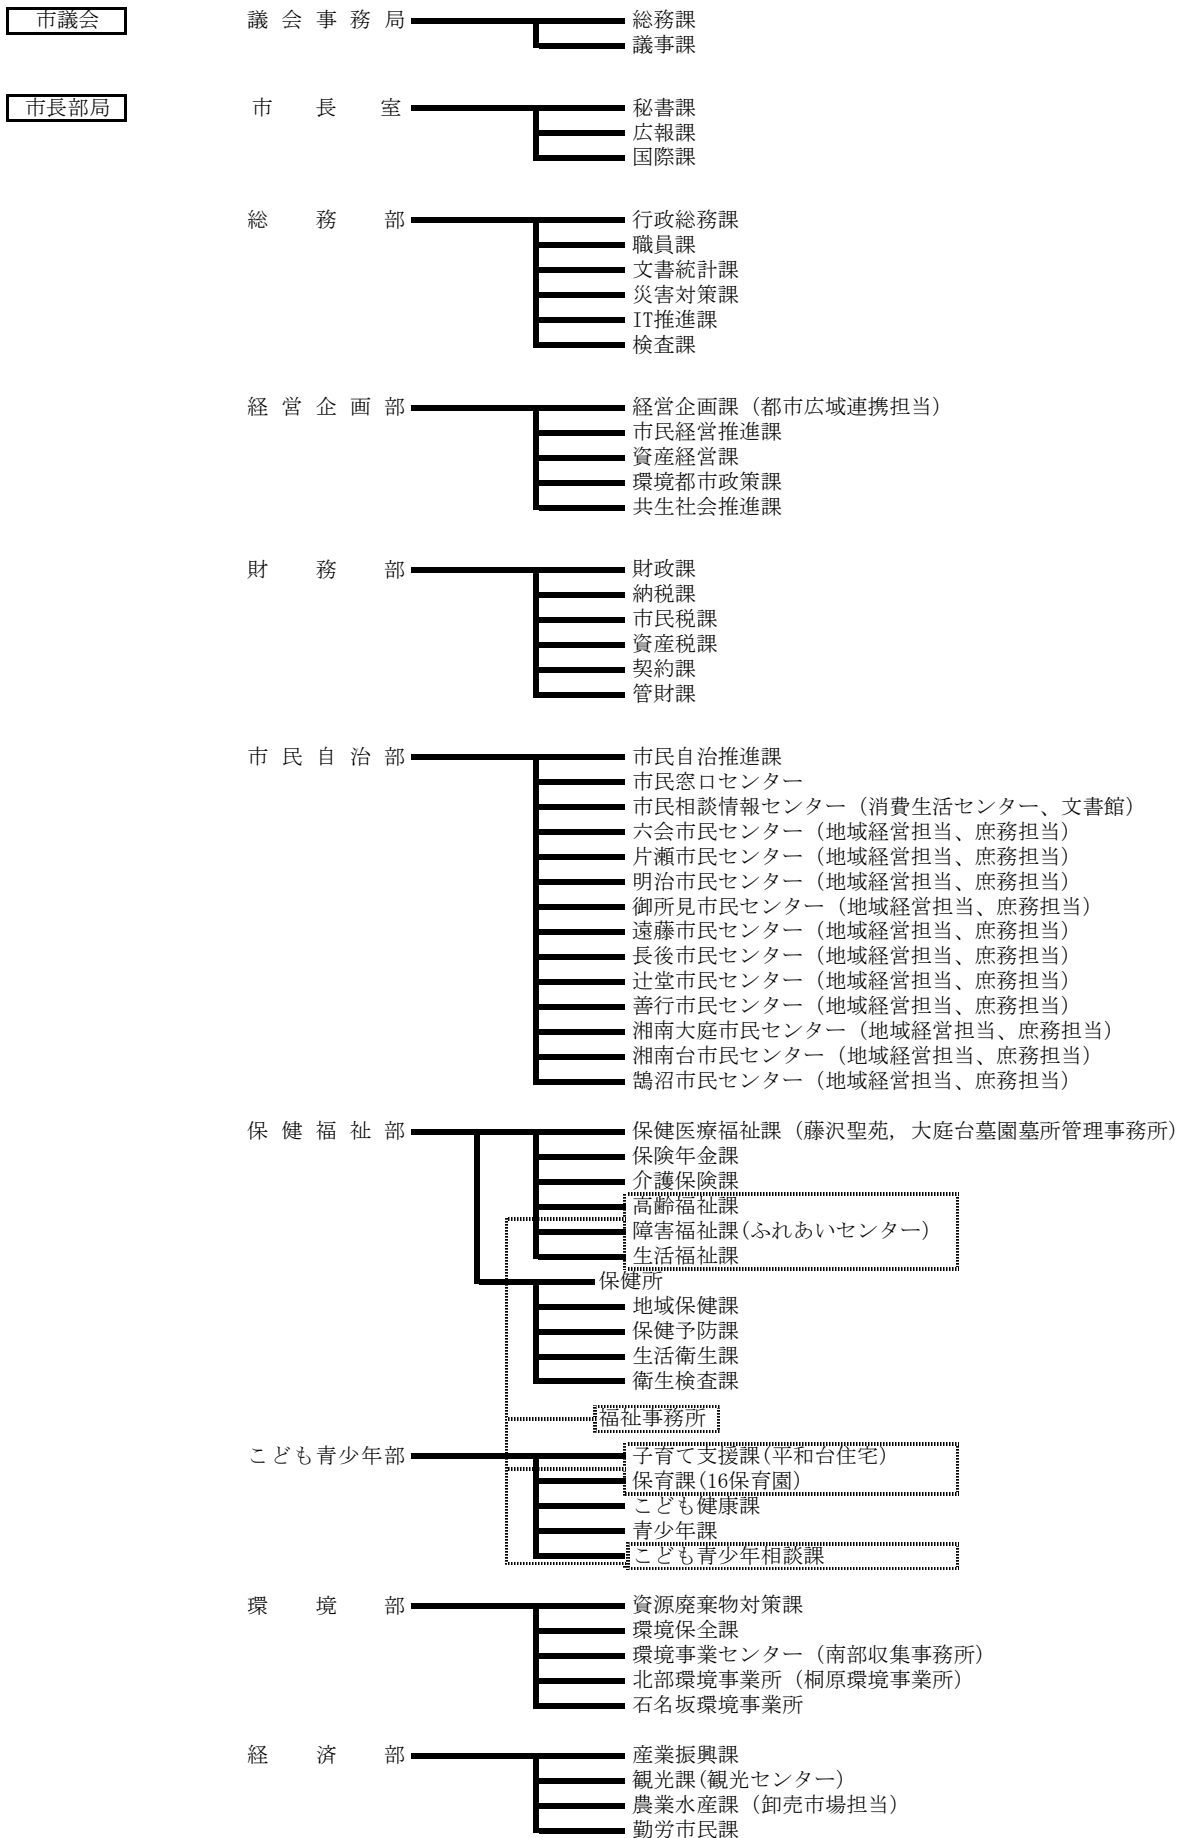 市議会　議会事務局　総務課
議事課
市長部局　市長室　秘書課
広報課
国際課
総務部　行政総務課
職員課
文書統計課
災害対策課
IT推進課
検査課
経営企画部　経営企画課（都市広域連携担当）
市民経営推進課
資産経営課
環境都市政策課
共生社会推進課
財務部　財政課
納税課
市民税課
資産税課
契約課
管財課
市民自治部　市民自治推進課
市民窓口センター
市民相談情報センター（消費生活センター、文書館）
六会市民センター（地域経営担当、庶務担当）
片瀬市民センター（地域経営担当、庶務担当）
明治市民センター（地域経営担当、庶務担当）
御所見市民センター（地域経営担当、庶務担当）
遠藤市民センター（地域経営担当、庶務担当）
長後市民センター（地域経営担当、庶務担当）
辻堂市民センター（地域経営担当、庶務担当）
善行市民センター（地域経営担当、庶務担当）
湘南大庭市民センター（地域経営担当、庶務担当）
湘南台市民センター（地域経営担当、庶務担当）
鵠沼市民センター（地域経営担当、庶務担当）
保健福祉部　保健医療福祉課（藤沢聖苑，大庭台墓園墓所管理事務所）
保険年金課
介護保険課
高齢福祉課
障害福祉課(ふれあいセンター）
生活福祉課
保健所
地域保健課
保健予防課
生活衛生課
衛生検査課
福祉事務所
こども青少年部　子育て支援課(平和台住宅）
保育課(16保育園）
こども健康課
青少年課
こども青少年相談課
環境部　資源廃棄物対策課
環境保全課
環境事業センター（南部収集事務所）
北部環境事業所（桐原環境事業所）
石名坂環境事業所
経済部　産業振興課
観光課(観光センター）
農業水産課（卸売市場担当）
勤労市民課